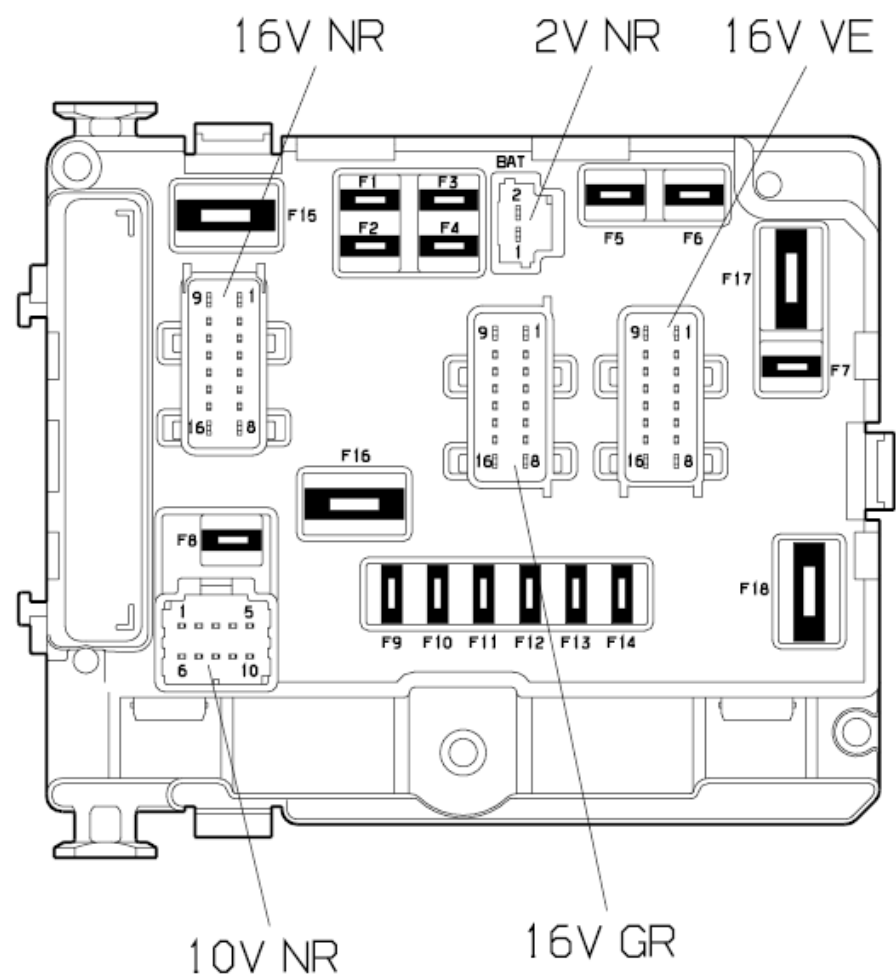 16V NR 2V NR 16V VE
BAT
F1 F3
F15
F2 F4
2
1
F5 F6
F17
9 1
16 8
9 1
16 8
9 1
16 8
F7
F16
F8
F18
1 5
6 10
F9 F10 F11 F12 F13 F14
10V NR 16V GR